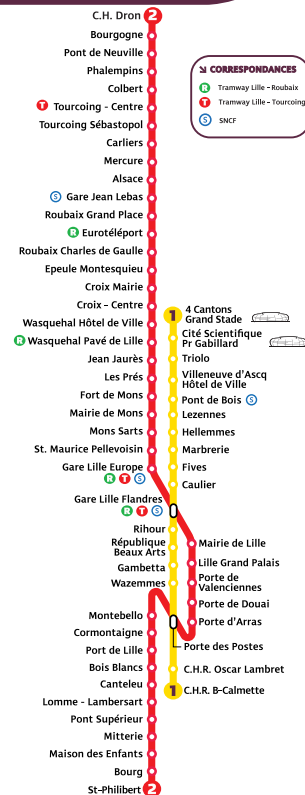 C.H. Dron 2
Bourgogne
Pont de Neuville
Phalempins
Colbert
T Tourcoing - Centre
Tourcoing Sébastopol
Carliers
Mercure
Alsace
S Gare Jean Lebas
Roubaix Grand Place
R Eurotéléport
Roubaix Charles de Gaulle
Epeule Montesquieu
Croix Mairie
Croix - Centre
Wasquehal Hôtel de Ville
R Wasquehal Pavé de Lille
Jean Jaurès
Les Prés
Fort de Mons
Mairie de Mons
Mons Sarts
St. Maurice Pellevoisin
Gare Lille Europe
R T S
Gare Lille Flandres
R T S
Rihour
République
Beaux Arts
Gambetta
Wazemmes
Montebello
Cormontaigne
Port de Lille
Bois Blancs
Canteleu
Lomme - Lambersart
Pont Supérieur
Mitterie
Maison des Enfants
Bourg
St-Philibert 2
CORRESPONDANCES
R Tramway Lille - Roubaix
T Tramway Lille - Tourcoing
S SNCF
1 4 Cantons
Grand Stade
Cité Scientifique
Pr Gabillard
Triolo
Villeneuve d'Ascq
Hôtel de Ville
Pont de Bois S
Lezennes
Hellemmes
Marbrerie
Fives
Caulier
Mairie de Lille
Lille Grand Palais
Porte de
Valenciennes
Porte de Douai
Porte d'Arras
Porte des Postes
C.H.R. Oscar Lambret
1 C.H.R. B-Calmette